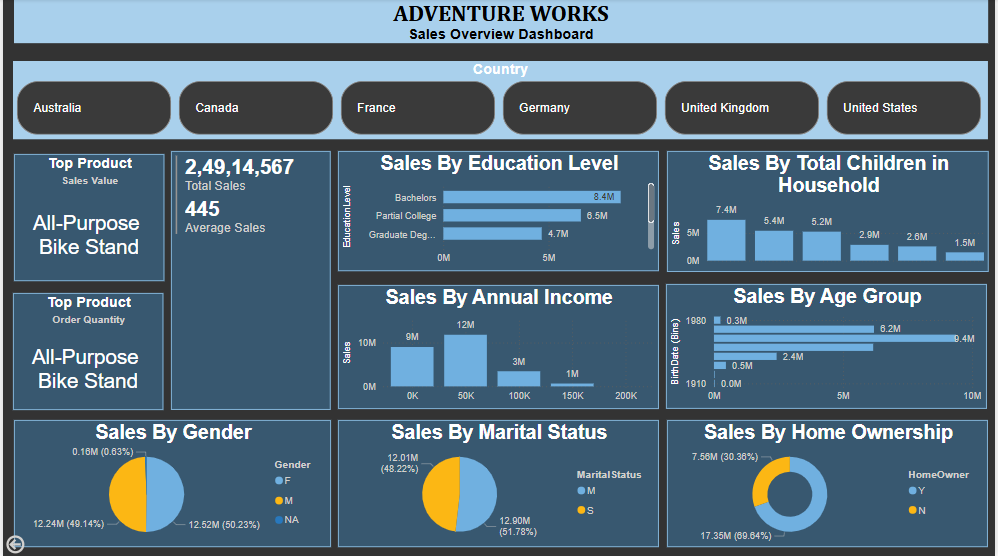 ADVENTURE WORKS
Sales Overview Dashboard
Country
Australia
Canada
France
Germany
United Kingdom
United States
Top Product
Sales Value
All-Purpose
Bike Stand
Top Product
Order Quantity
All-Purpose
Bike Stand
2,49,14,567
Total Sales
445
Average Sales
Sales By Education Level
EducationLevel
Bachelors
8.4M
Partial College
6.5M
Graduate Deg...
4.7M
0M
5M
Sales By Total Children in
Household
Sales
5M
0M
7.4M
5.4M
5.2M
2.9M
2.6M
1.5M
Sales By Annual Income
Sales
10M
0M
9M
12M
3M
1M
0K
50K
100K
150K
200K
Sales By Age Group
BirthDate (Bins)
1980
0.3M
6.2M
9.4M
2.4M
0.5M
1910
0.0M
0M
5M
10M
Sales By Gender
0.16M (0.63%)
12.24M (49.14%)
12.52M (50.23%)
Gender
F
M
NA
Sales By Marital Status
12.01M
(48.22%)
12.90M
(51.78%)
MaritalStatus
M
S
Sales By Home Ownership
7.56M (30.36%)
17.35M (69.64%)
HomeOwner
Y
N